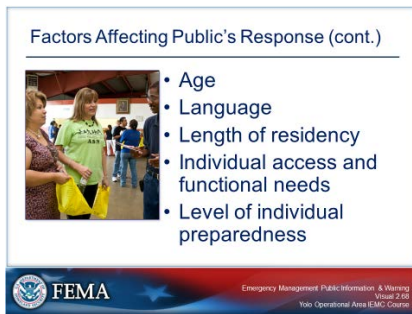 Factors Affecting Public's Response (cont.)
• Age
• Language
• Length of residency
• Individual access and
functional needs
• Level of individual
preparedness
FEMA
Emergency Management Public Information & Warning
Visual 2.68
Yolo Operational Area IEMC Course